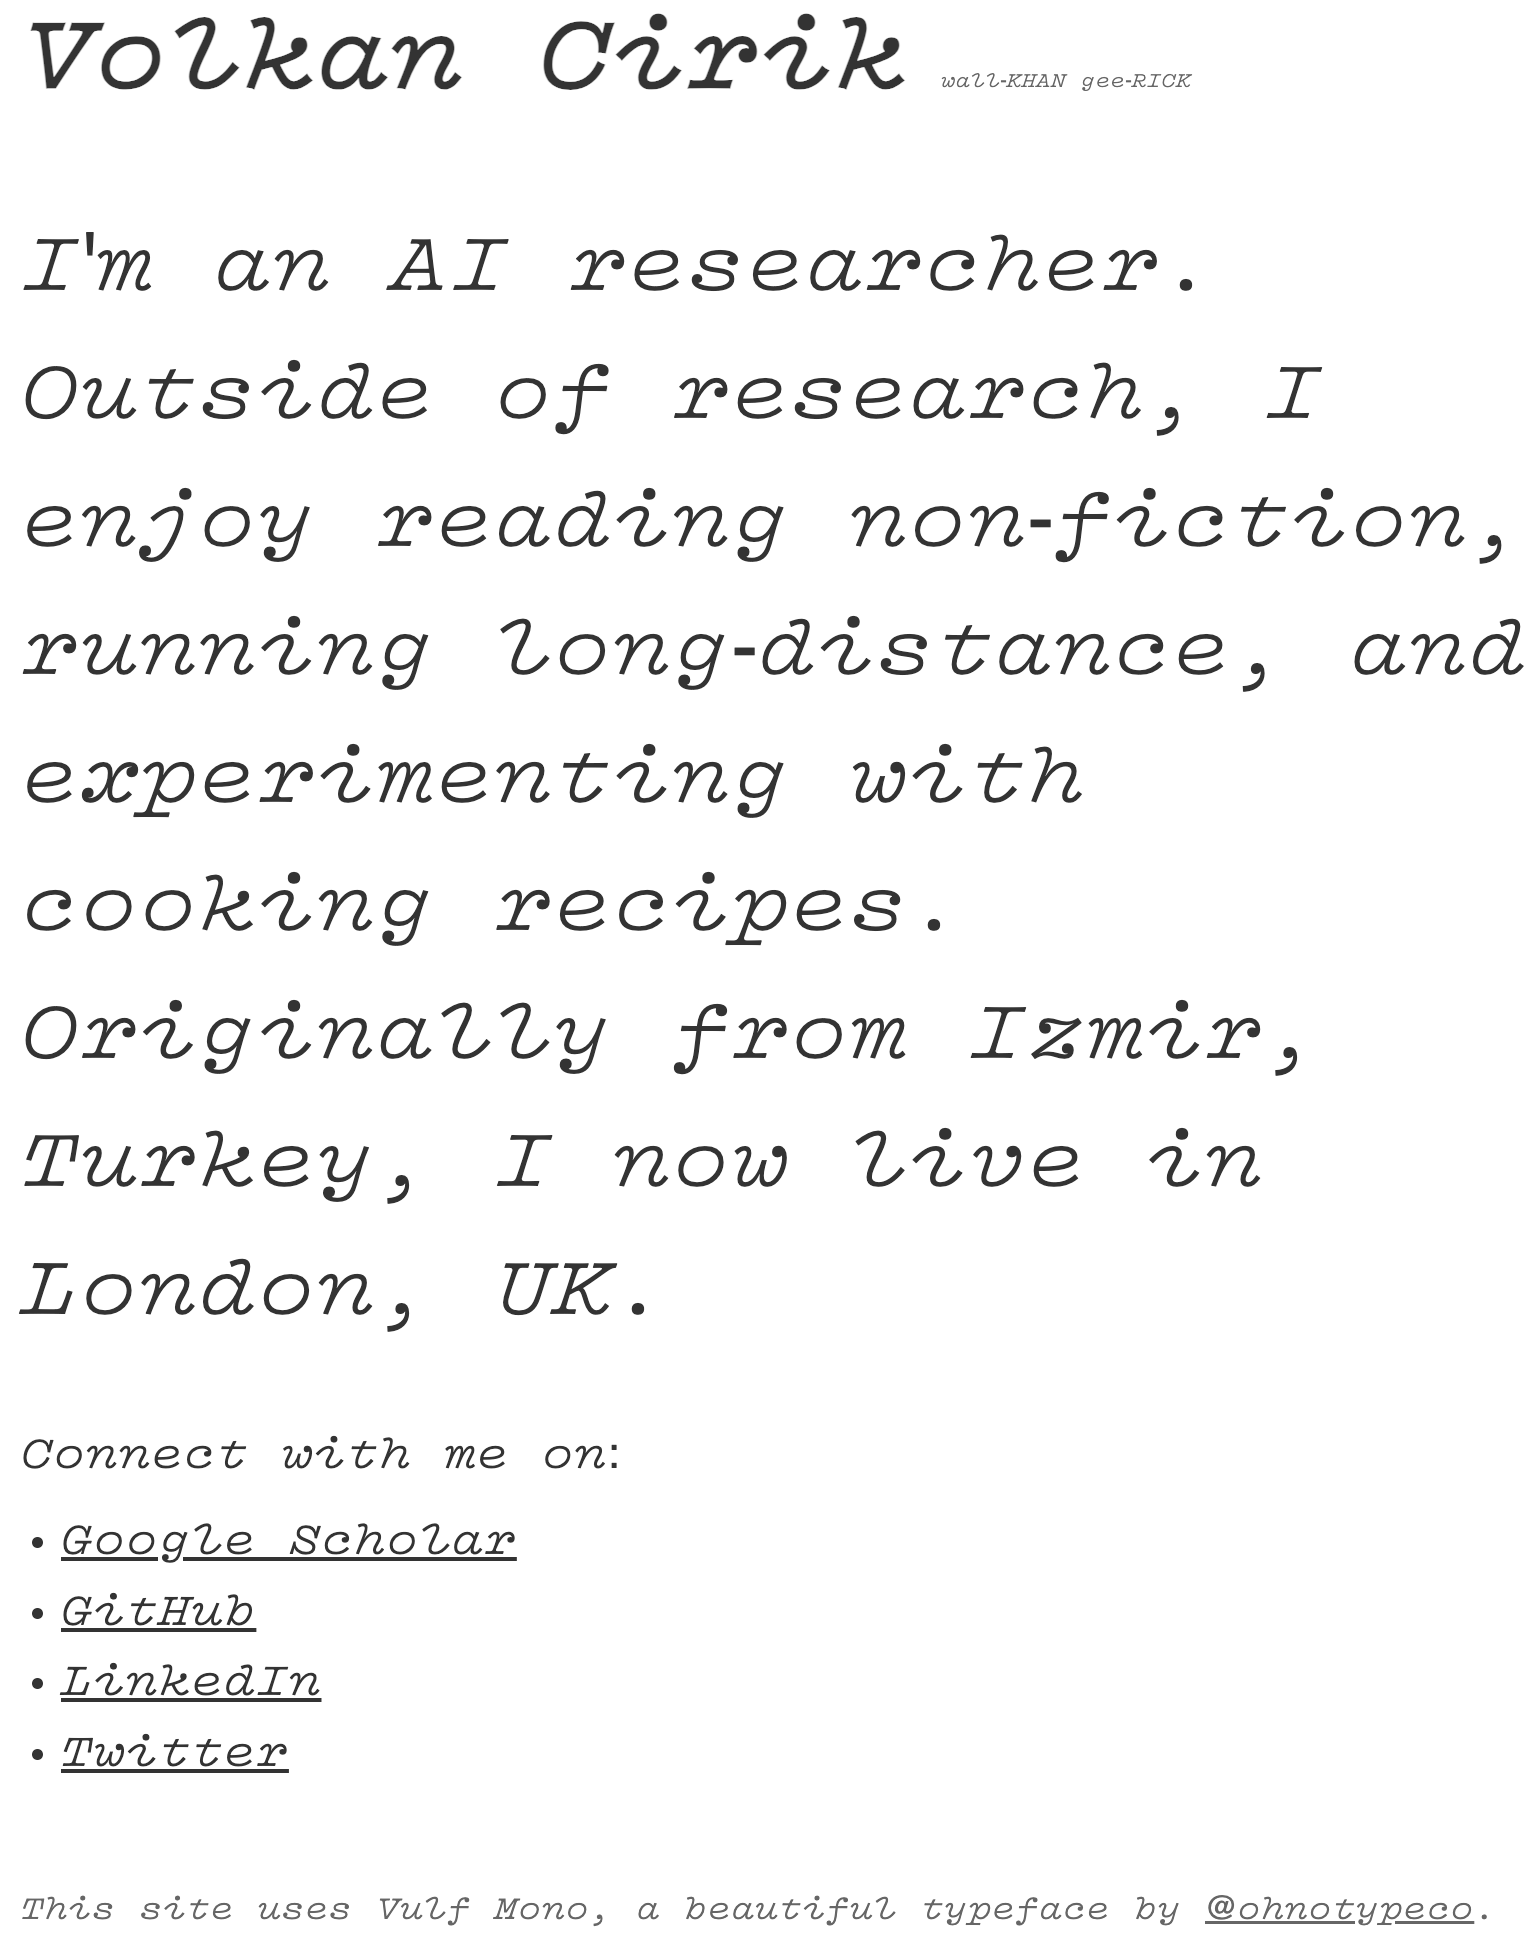 Volkan Cirik wall-KHAN gee-RICK
I'm an AI researcher.
Outside of research, I
enjoy reading non-fiction,
running long-distance, and
experimenting with
cooking recipes.
Originally from Izmir,
Turkey, I now live in
London, UK.
Connect with me on:
• Google Scholar
• GitHub
• LinkedIn
• Twitter
This site uses Vulf Mono, a beautiful typeface by @ohnotypeco.